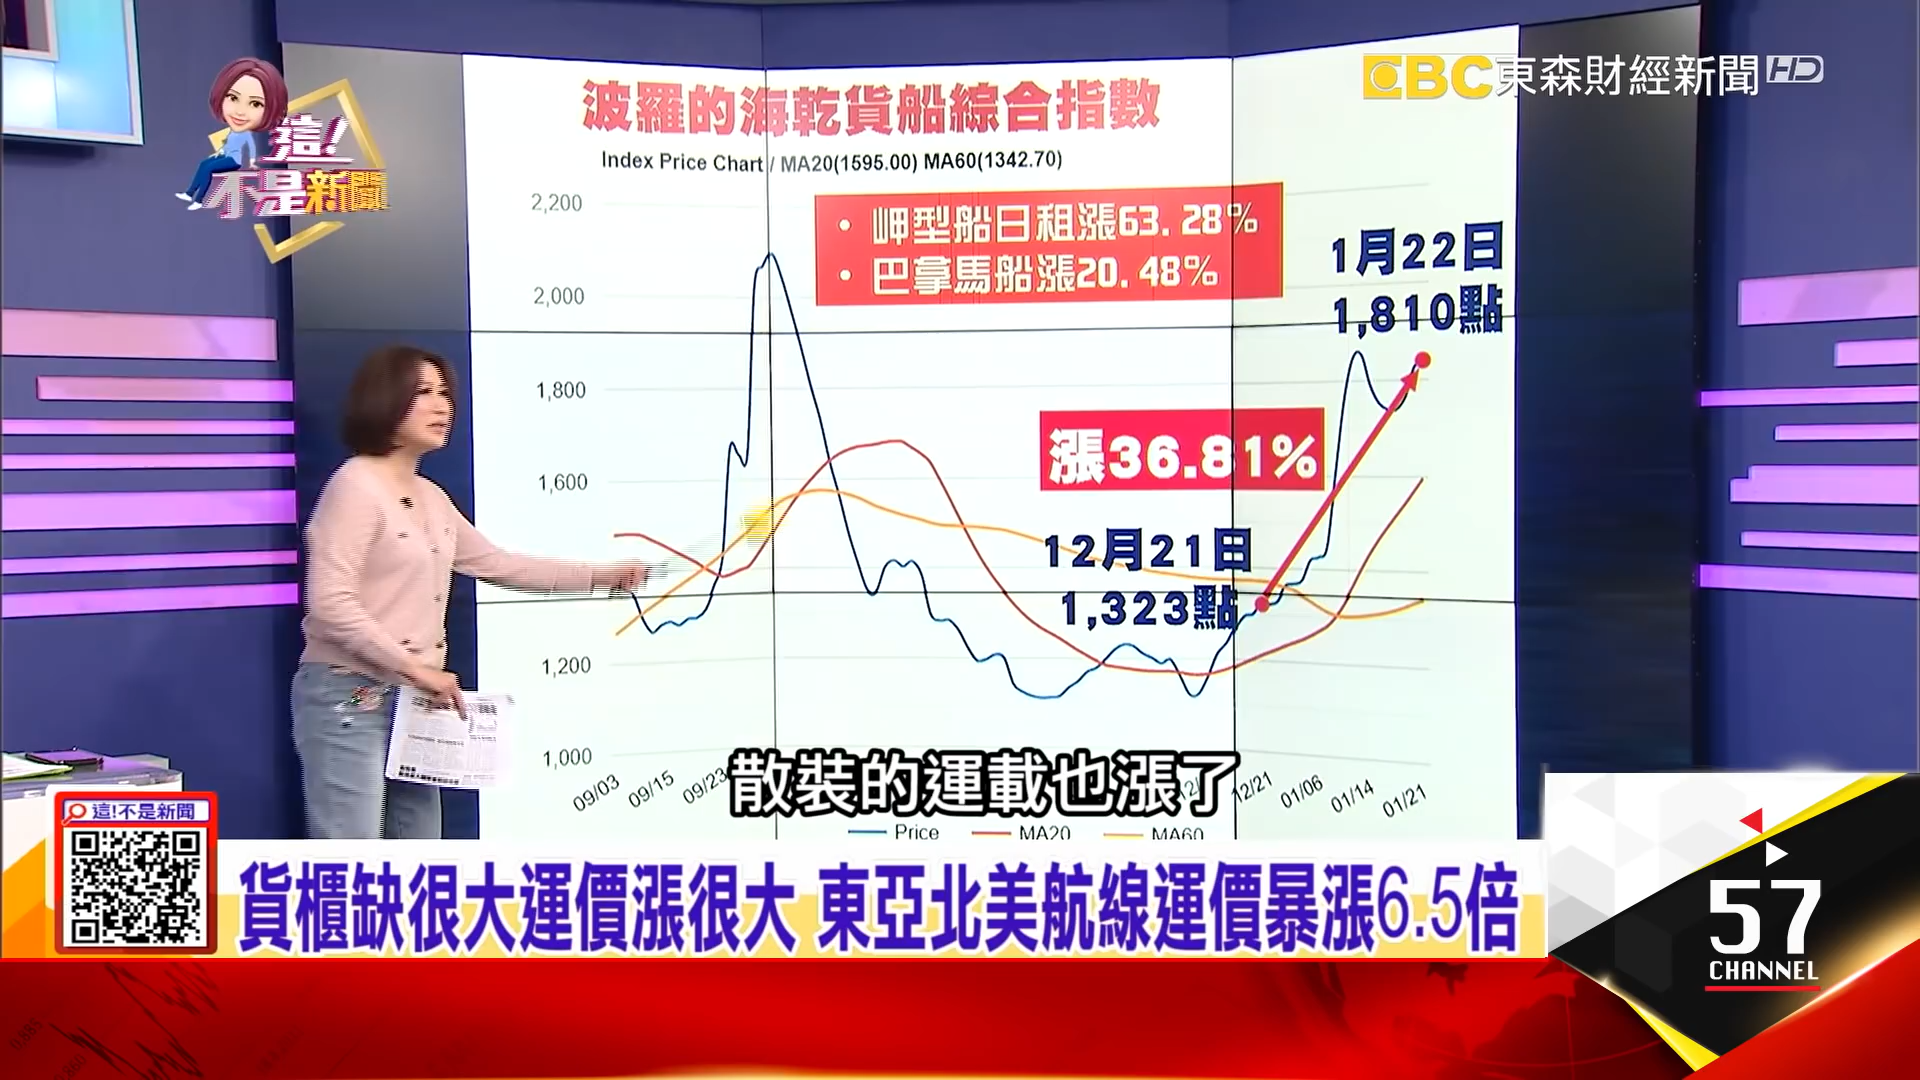 這!
不是新聞
EBC東森財經新聞HD
波羅的海乾貨船綜合指數
Index Price Chart / MA20(1595.00) MA60(1342.70)
• 岬型船日租漲63.28%
• 巴拿馬船漲20.48%
1月22日
1,810點
漲36.81%
12月21日
1,323點
2,200
2,000
1,800
1,600
1,200
1,000
09/03
09/15
09/23
12/21
01/06
01/14
01/21
Price
MA20
MA60
散裝的運載也漲了
這!不是新聞
貨櫃缺很大運價漲很大 東亞北美航線運價暴漲6.5倍
57
CHANNEL